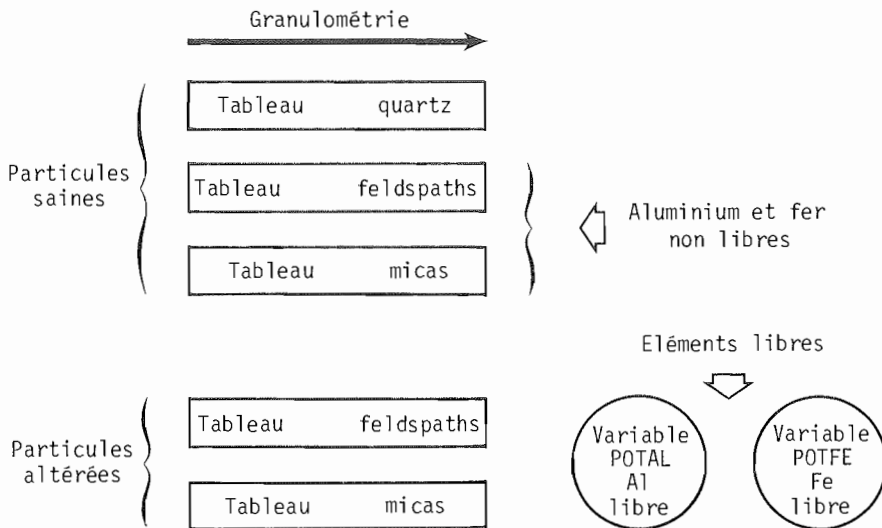 Granulométrie
Tableau quartz
Particules
saines
Tableau feldspaths
Tableau micas
Aluminium et fer
non libres
Eléments libres
Particules
altérées
Tableau feldspaths
Tableau micas
Variable
POTAL
Al
libre
Variable
POTFE
Fe
libre